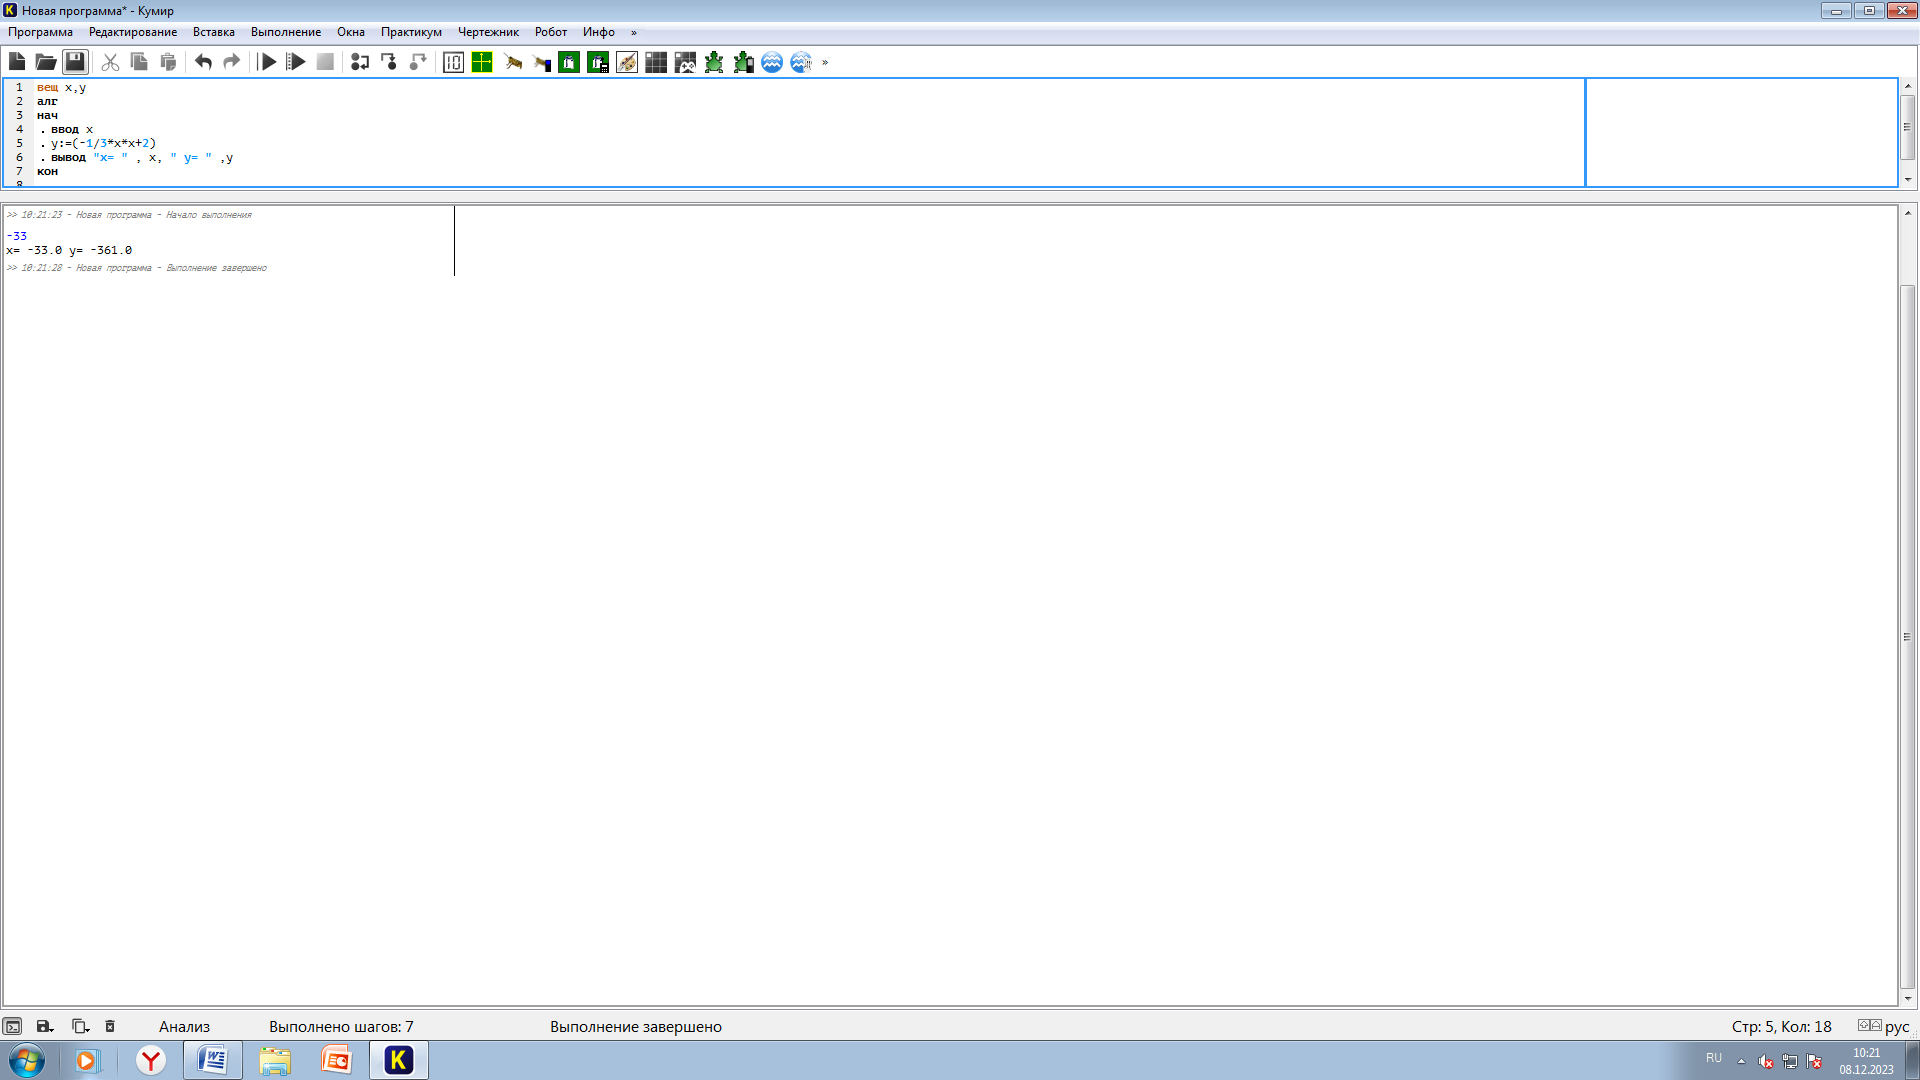 Новая программа* - Кумир
Программа Редактирование Вставка Выполнение Окна Практикум Чертежник Робот Инфо »
»
1 вещ x,y
2 алг
3 нач
4 . ввод x
5 . y:=(-1/3*x*x+2)
6 . вывод "x= " , x, " y= " ,y
7 кон
8
>> 10:21:23 - Новая программа - Начало выполнения
-33
x= -33.0 y= -361.0
>> 10:21:28 - Новая программа - Выполнение завершено
Анализ Выполнено шагов: 7 Выполнение завершено Стр: 5, Кол: 18 рус
RU 10:21
08.12.2023